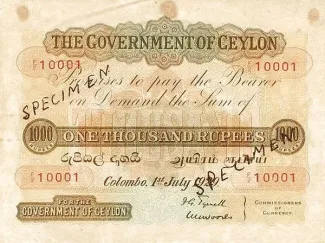 THE GOVERNMENT OF CEYLON
10001 10001
Promises to pay the Bearer
on Demand the Sum of
SPECIMEN
1000 ONE THOUSAND RUPEES 1000
SPECIMEN
10001 10001
Colombo, 1st July
FOR THE
GOVERNMENT OF CEYLON
COMMISSIONERS
OF
CURRENCY